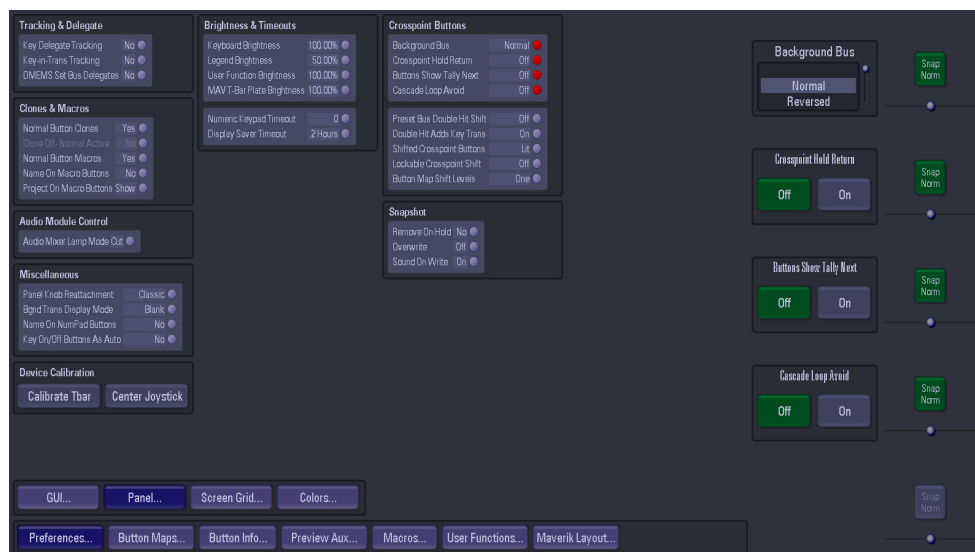 Tracking & Delegate
Key Delegate Tracking No
Key-in-Trans Tracking No
DMEMS Set Bus Delegates No
Clones & Macros
Normal Button Clones Yes
Clone Off- Normal Active No
Normal Button Macros Yes
Name On Macro Buttons No
Project On Macro Buttons Show
Audio Module Control
Audio Mixer Lamp Mode Cut
Miscellaneous
Panel Knob Reattachment Classic
Bgnd Trans Display Mode Blank
Name On NumPad Buttons No
Key On/Off Buttons As Auto No
Device Calibration
Calibrate Tbar Center Joystick
Brightness & Timeouts
Keyboard Brightness 100.00%
Legend Brightness 50.00%
User Function Brightness 100.00%
MAV T-Bar Plate Brightness 100.00%
Numeric Keypad Timeout 0
Display Saver Timeout 2 Hours
Crosspoint Buttons
Background Bus Normal
Crosspoint Hold Return Off
Buttons Show Tally Next Off
Cascade Loop Avoid Off
Preset Bus Double Hit Shift Off
Double Hit Adds Key Trans On
Shifted Crosspoint Buttons Lit
Lockable Crosspoint Shift Off
Button Map Shift Levels One
Snapshot
Remove On Hold No
Overwrite Off
Sound On Write On
Background Bus
Normal
Reversed
Snap
Norm
Crosspoint Hold Return
Off On
Snap
Norm
Buttons Show Tally Next
Off On
Snap
Norm
Cascade Loop Avoid
Off On
Snap
Norm
Snap
Norm
GUI... Panel... Screen Grid... Colors...
Preferences... Button Maps... Button Info... Preview Aux... Macros... User Functions... Maverik Layout...